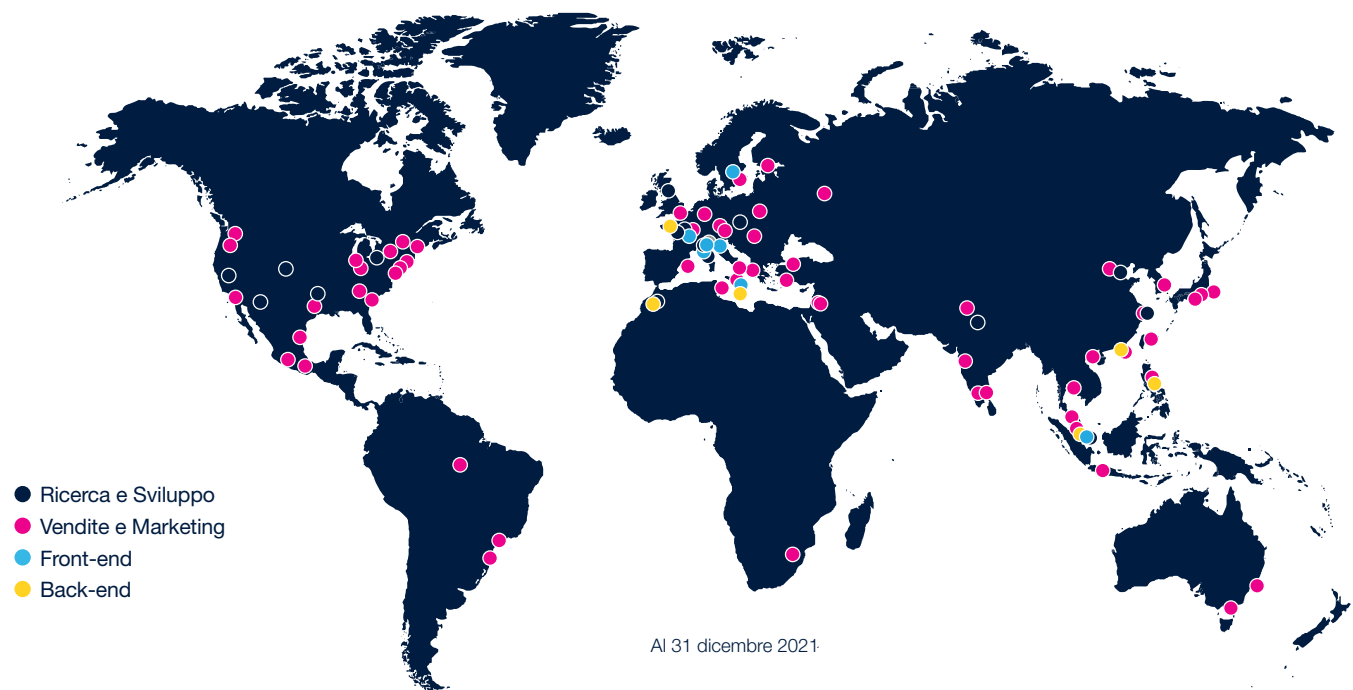 Ricerca e Sviluppo
Vendite e Marketing
Front-end
Back-end
Al 31 dicembre 2021